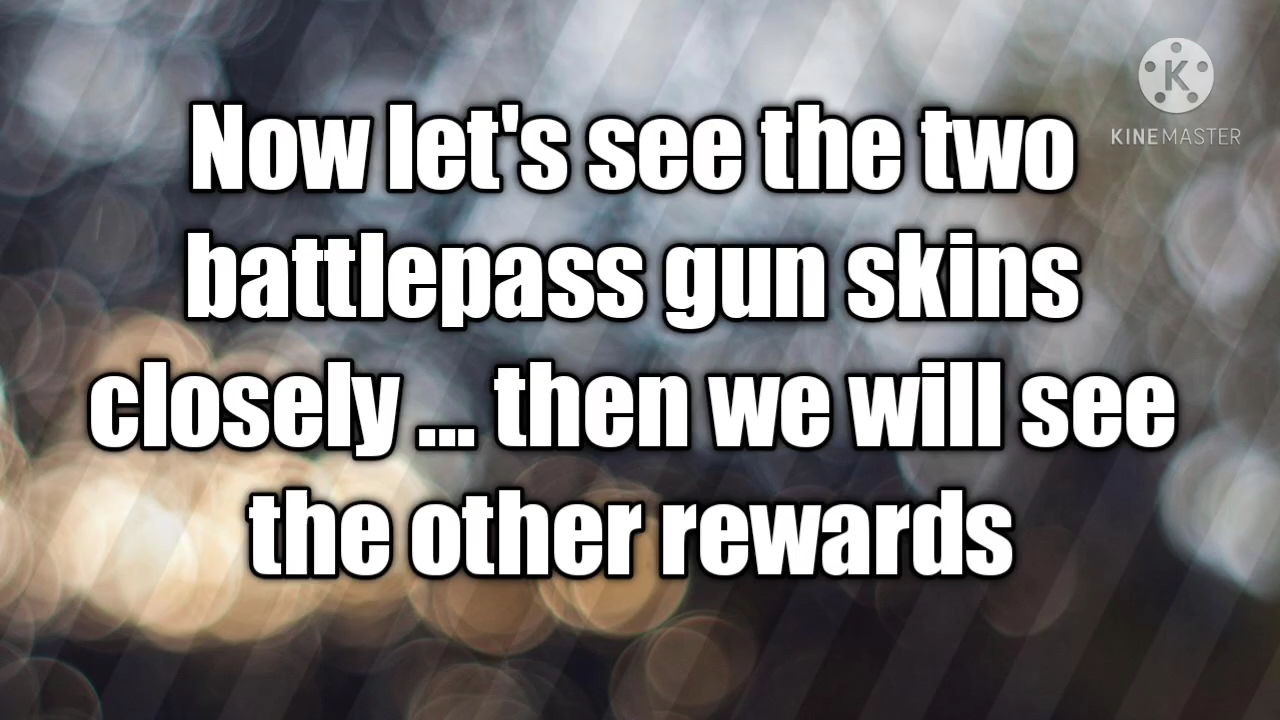 K
KINEMASTER
Now let's see the two
battlepass gun skins
closely ... then we will see
the other rewards